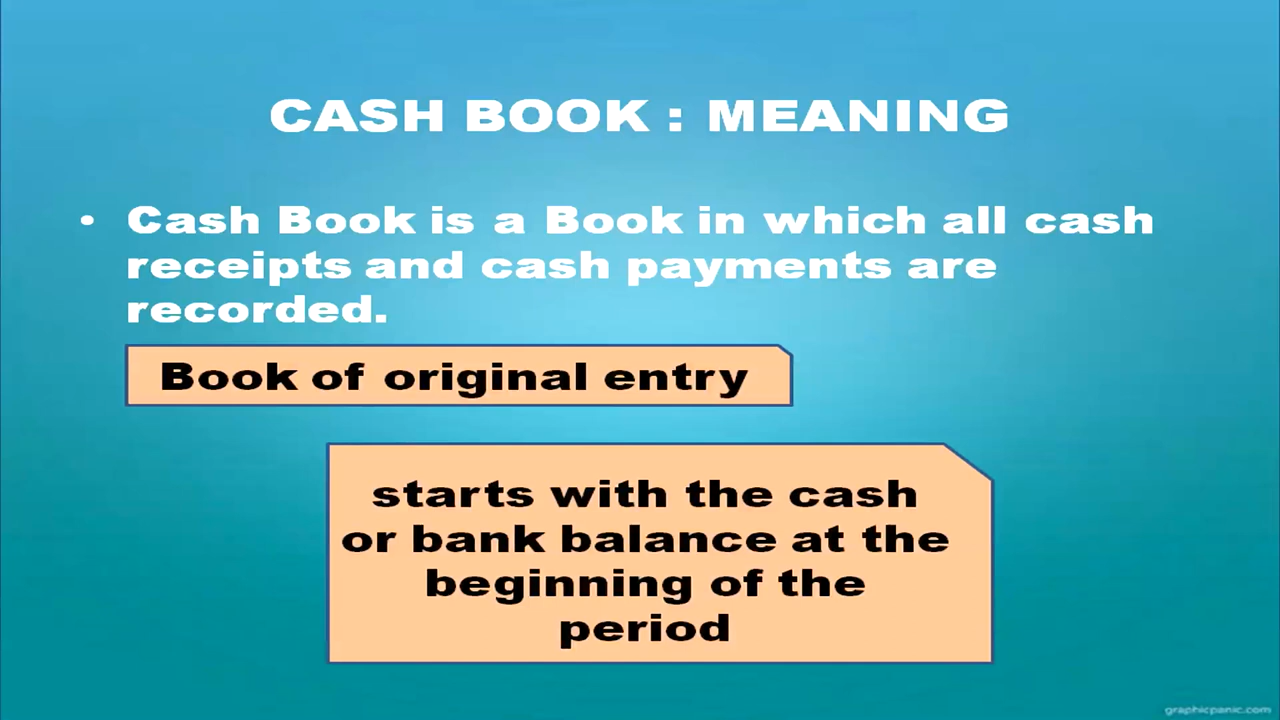 CASH BOOK : MEANING
• Cash Book is a Book in which all cash
receipts and cash payments are
recorded.
Book of original entry
starts with the cash
or bank balance at the
beginning of the
period
graphicpanic.com